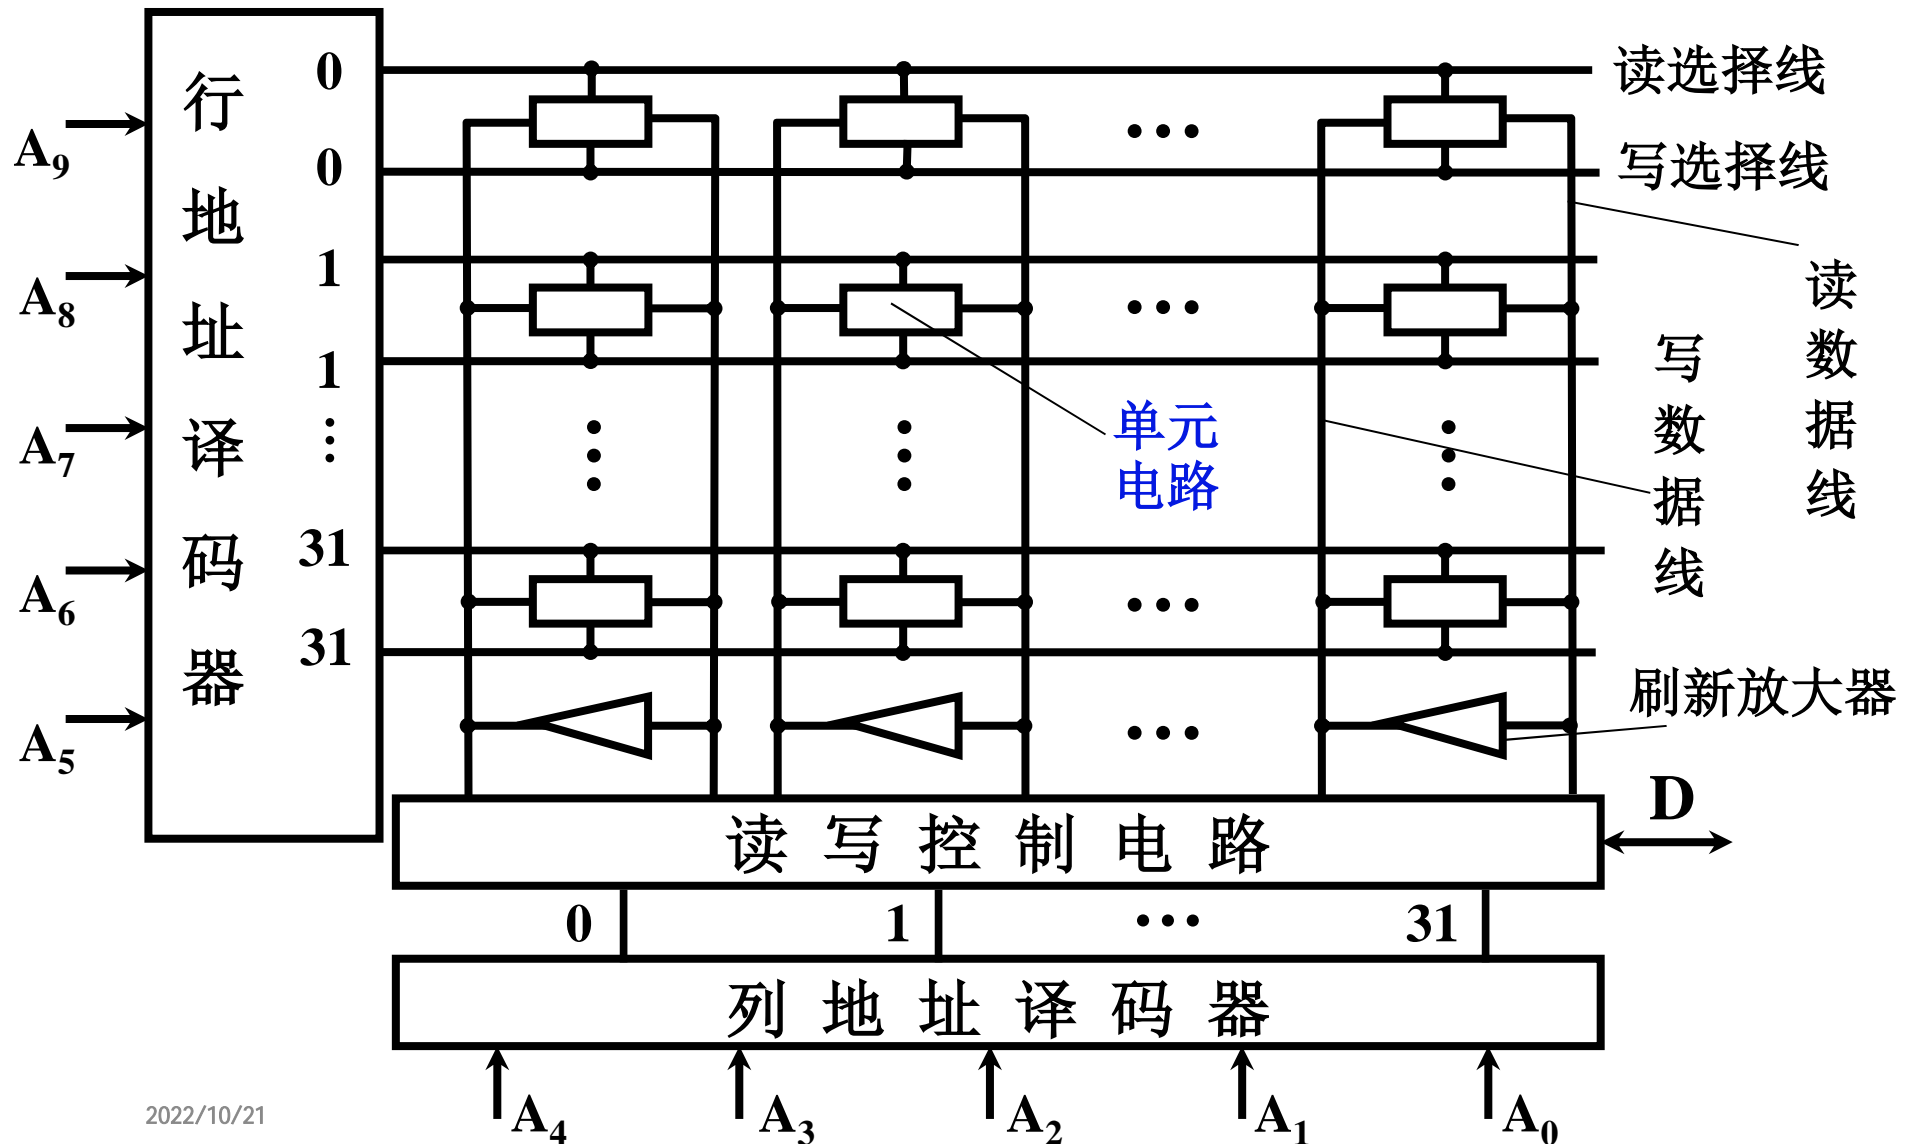 行地址译码器
A9
A8
A7
A6
A5
0
0
1
1
⋮
31
31
读选择线
写选择线
读数据线
写数据线
单元
电路
刷新放大器
D
读写控制电路
0 1 … 31
列地址译码器
A4 A3 A2 A1 A0
2022/10/21